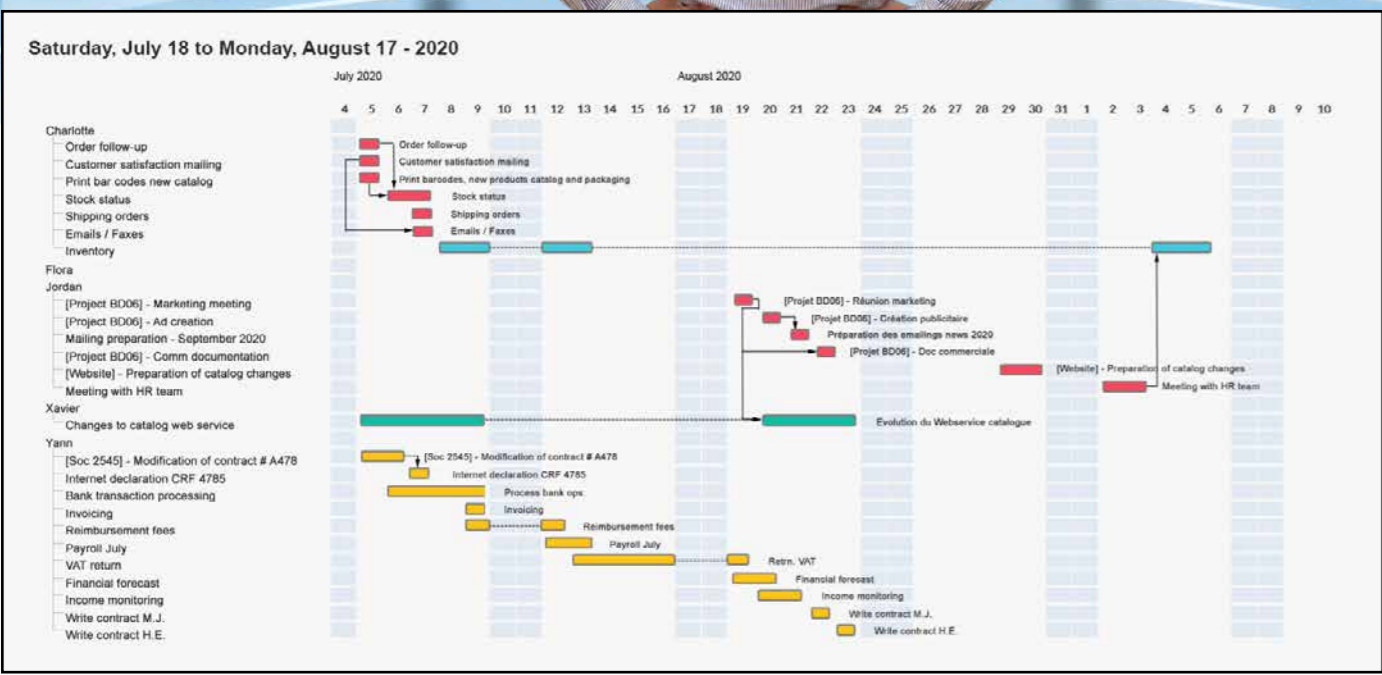 Saturday, July 18 to Monday, August 17 - 2020
July 2020 August 2020
4 5 6 7 8 9 10 11 12 13 14 15 16 17 18 19 20 21 22 23 24 25 26 27 28 29 30 31 1 2 3 4 5 6 7 8 9 10
Charlotte
Order follow-up Order follow-up
Customer satisfaction mailing Customer satisfaction mailing
Print bar codes new catalog Print barcodes, new products catalog and packaging
Stock status Stock status
Shipping orders Shipping orders
Emails / Faxes Emails / Faxes
Inventory
Flora
Jordan
[Project BD06] - Marketing meeting [Projet BD06] - Réunion marketing
[Project BD06] - Ad creation [Projet BD06] - Création publicitaire
Mailing preparation - September 2020 Préparation des emailings news 2020
[Project BD06] - Comm documentation [Projet BD06] - Doc commerciale
[Website] - Preparation of catalog changes [Website] - Preparation of catalog changes
Meeting with HR team Meeting with HR team
Xavier
Changes to catalog web service Evolution du Webservice catalogue
Yann
[Soc 2545] - Modification of contract # A478 [Soc 2545] - Modification of contract # A478
Internet declaration CRF 4785 Internet declaration CRF 4785
Bank transaction processing Process bank ops.
Invoicing Invoicing
Reimbursement fees Reimbursement fees
Payroll July Payroll July
VAT return Retrn. VAT
Financial forecast Financial forecast
Income monitoring Income monitoring
Write contract M.J. Write contract M.J.
Write contract H.E. Write contract H.E.